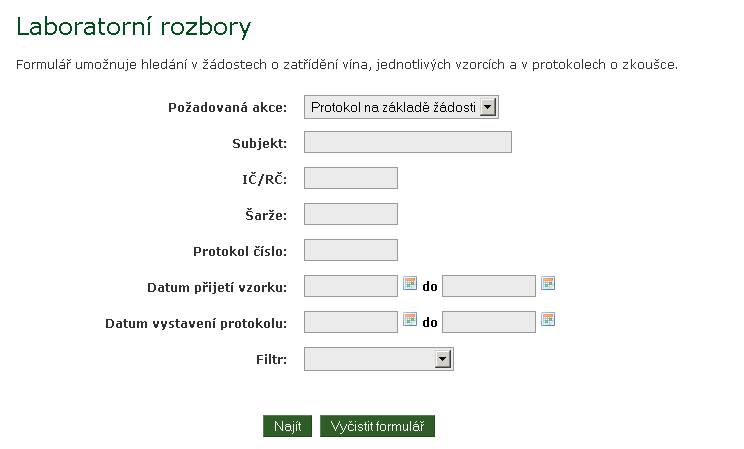 Laboratorní rozbory
Formulář umožnuje hledání v žádostech o zatřídění vína, jednotlivých vzorcích a v protokolech o zkoušce.
Požadovaná akce: Protokol na základě žádosti
Subjekt:
IČ/RČ:
Šarže:
Protokol číslo:
Datum přijetí vzorku: do
Datum vystavení protokolu: do
Filtr:
Najít Vyčistit formulář